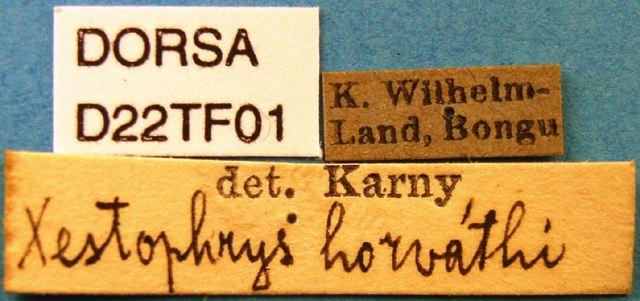 DORSA
D22TF01
K. Wilhelm-
Land, Bongu
det. Karny
Xestophrys horváthi